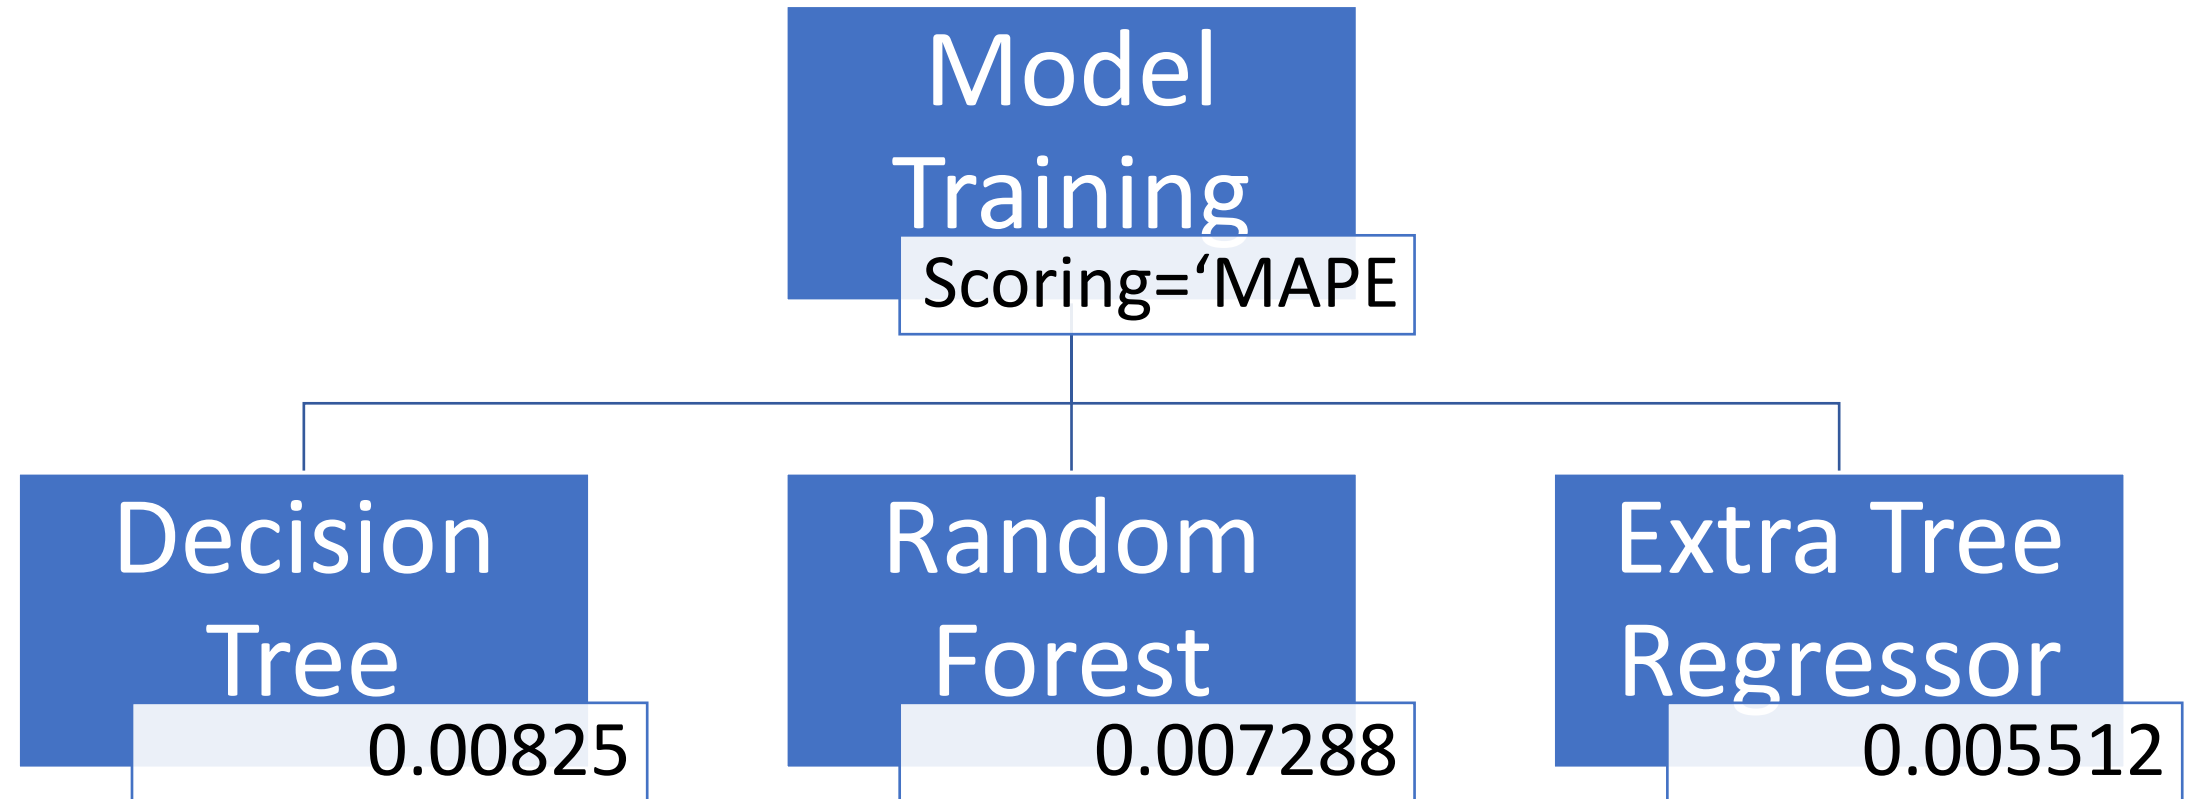 Model
Training
Scoring=‘MAPE
Decision
Tree
0.00825
Random
Forest
0.007288
Extra Tree
Regressor
0.005512